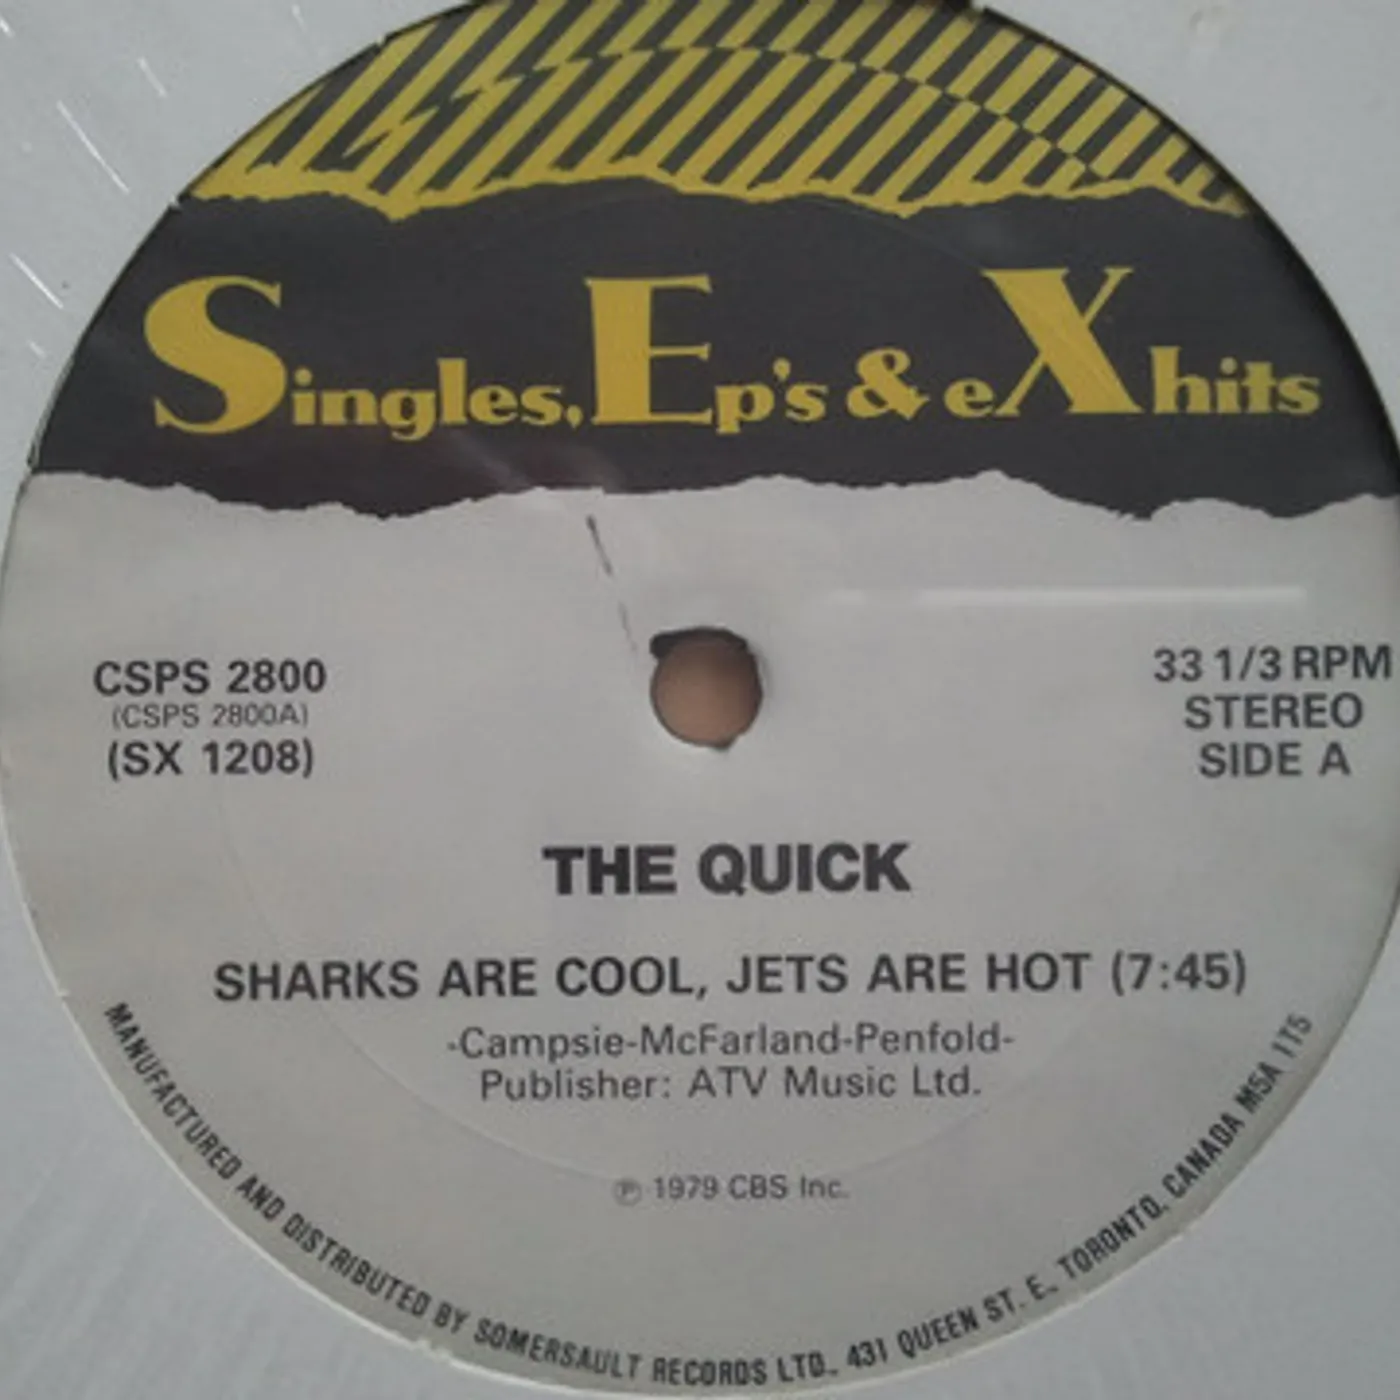 Singles, Ep's & eXhits
CSPS 2800
(CSPS 2800A)
(SX 1208)
33 1/3 RPM
STEREO
SIDE A
THE QUICK
SHARKS ARE COOL, JETS ARE HOT (7:45)
-Campsie-McFarland-Penfold-
Publisher: ATV Music Ltd.
℗ 1979 CBS Inc.
MANUFACTURED AND DISTRIBUTED BY SOMERSAULT RECORDS LTD., 431 QUEEN ST. E., TORONTO, CANADA M5A 1T5